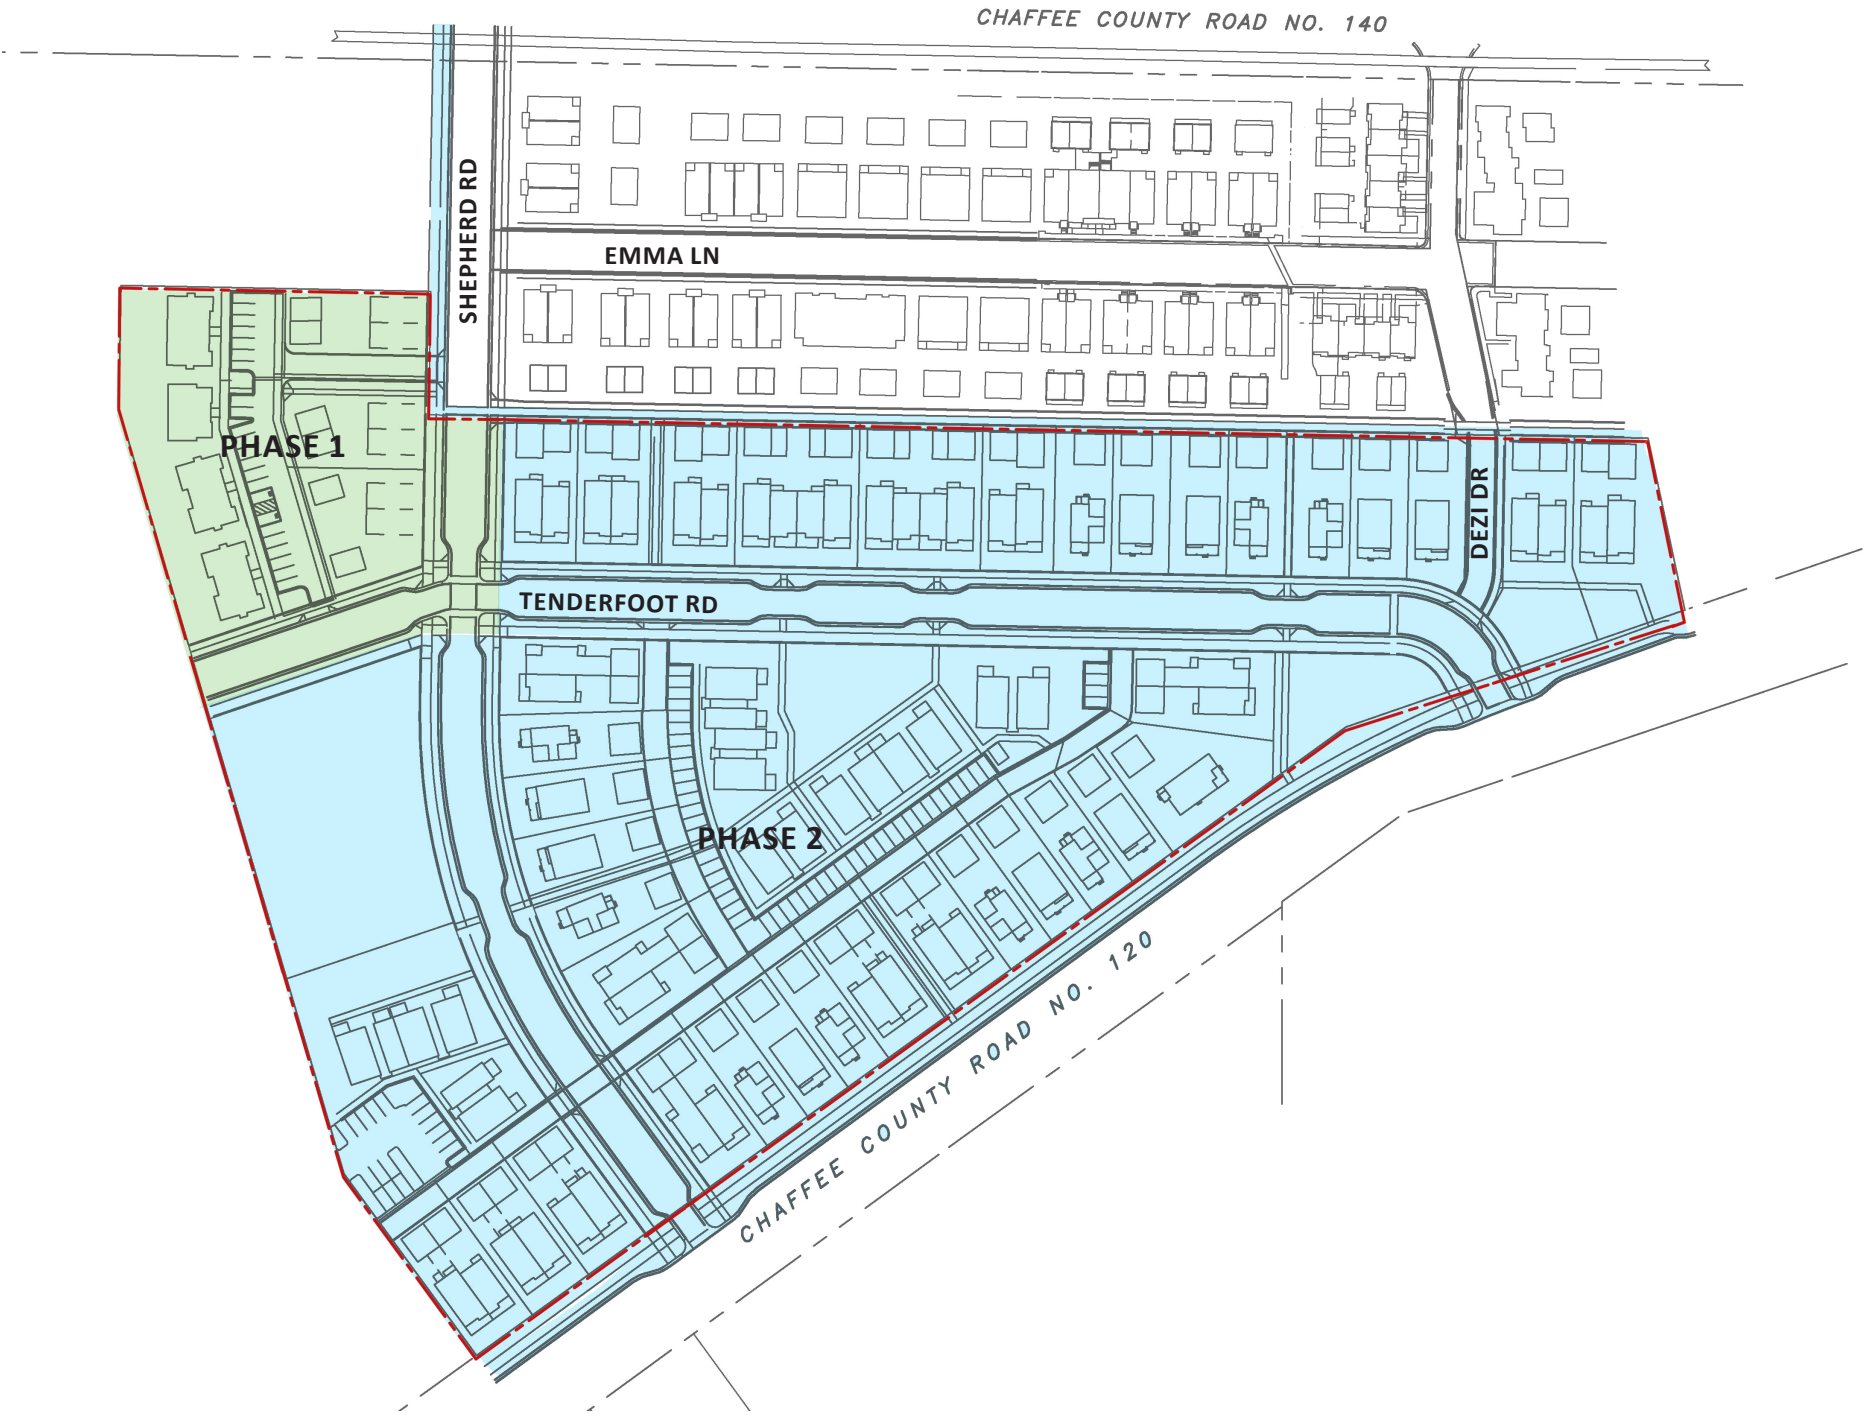 CHAFFEE COUNTY ROAD NO. 140
SHEPHERD RD
EMMA LN
PHASE 1
DEZI DR
TENDERFOOT RD
PHASE 2
CHAFFEE COUNTY ROAD NO. 120